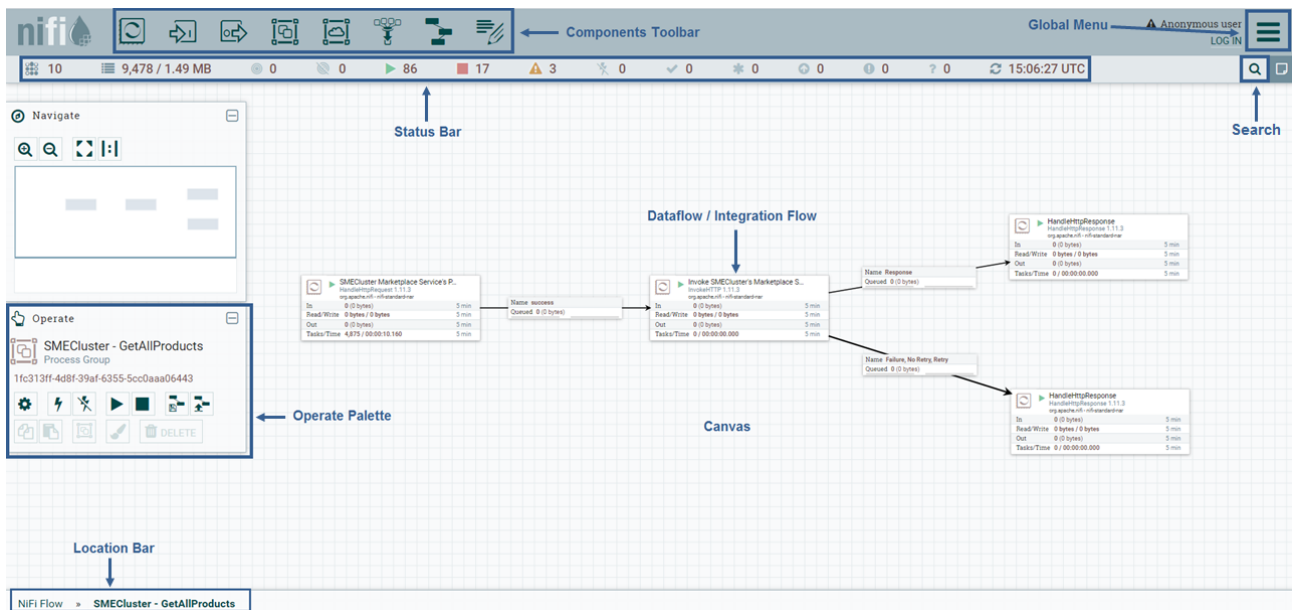 nifi
Components Toolbar
Global Menu
Anonymous user
LOG IN
10 9,478 / 1.49 MB 0 0 86 17 3 0 0 0 0 0 ? 0 15:06:27 UTC
Status Bar
Search
Navigate
Dataflow / Integration Flow
SMECluster Marketplace Service's P...
HandleHttpRequest 1.11.3
org.apache.nifi - nifi-standard-nar
In 0 (0 bytes) 5 min
Read/Write 0 bytes / 0 bytes 5 min
Out 0 (0 bytes) 5 min
Tasks/Time 4,875 / 00:00:10.160 5 min
Name success
Queued 0 (0 bytes)
Invoke SMECluster's Marketplace S...
InvokeHTTP 1.11.3
org.apache.nifi - nifi-standard-nar
In 0 (0 bytes) 5 min
Read/Write 0 bytes / 0 bytes 5 min
Out 0 (0 bytes) 5 min
Tasks/Time 0 / 00:00:00.000 5 min
Name Response
Queued 0 (0 bytes)
HandleHttpResponse
HandleHttpResponse 1.11.3
org.apache.nifi - nifi-standard-nar
In 0 (0 bytes) 5 min
Read/Write 0 bytes / 0 bytes 5 min
Out 0 (0 bytes) 5 min
Tasks/Time 0 / 00:00:00.000 5 min
Name Failure, No Retry, Retry
Queued 0 (0 bytes)
HandleHttpResponse
HandleHttpResponse 1.11.3
org.apache.nifi - nifi-standard-nar
In 0 (0 bytes) 5 min
Read/Write 0 bytes / 0 bytes 5 min
Out 0 (0 bytes) 5 min
Tasks/Time 0 / 00:00:00.000 5 min
Operate
SMECluster - GetAllProducts
Process Group
1fc313ff-4d8f-39af-6355-5cc0aaa06443
DELETE
Operate Palette
Canvas
Location Bar
NiFi Flow » SMECluster - GetAllProducts